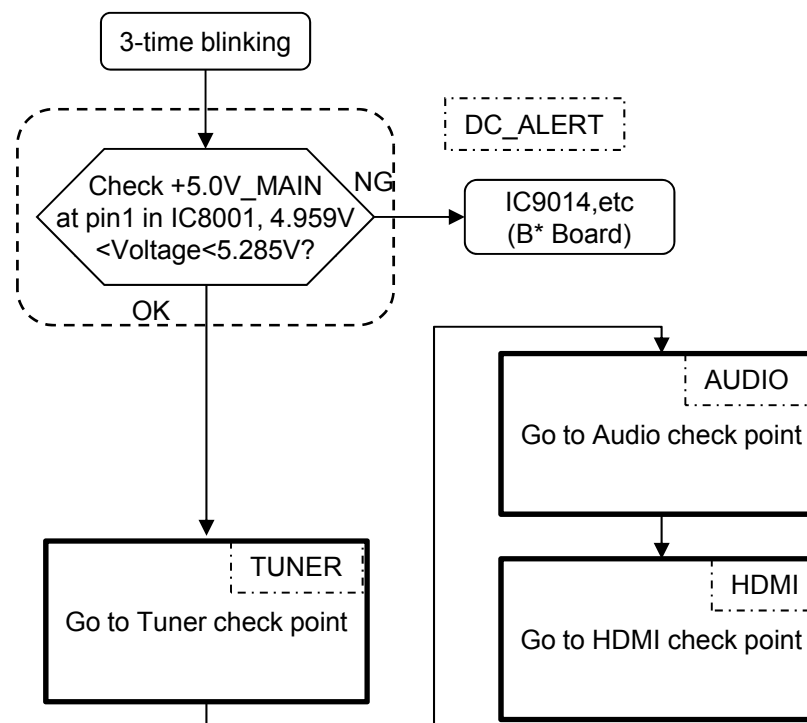 3-time blinking
DC_ALERT
Check +5.0V_MAIN
at pin1 in IC8001, 4.959V
<Voltage<5.285V?
NG
IC9014,etc
(B* Board)
OK
TUNER
Go to Tuner check point
AUDIO
Go to Audio check point
HDMI
Go to HDMI check point